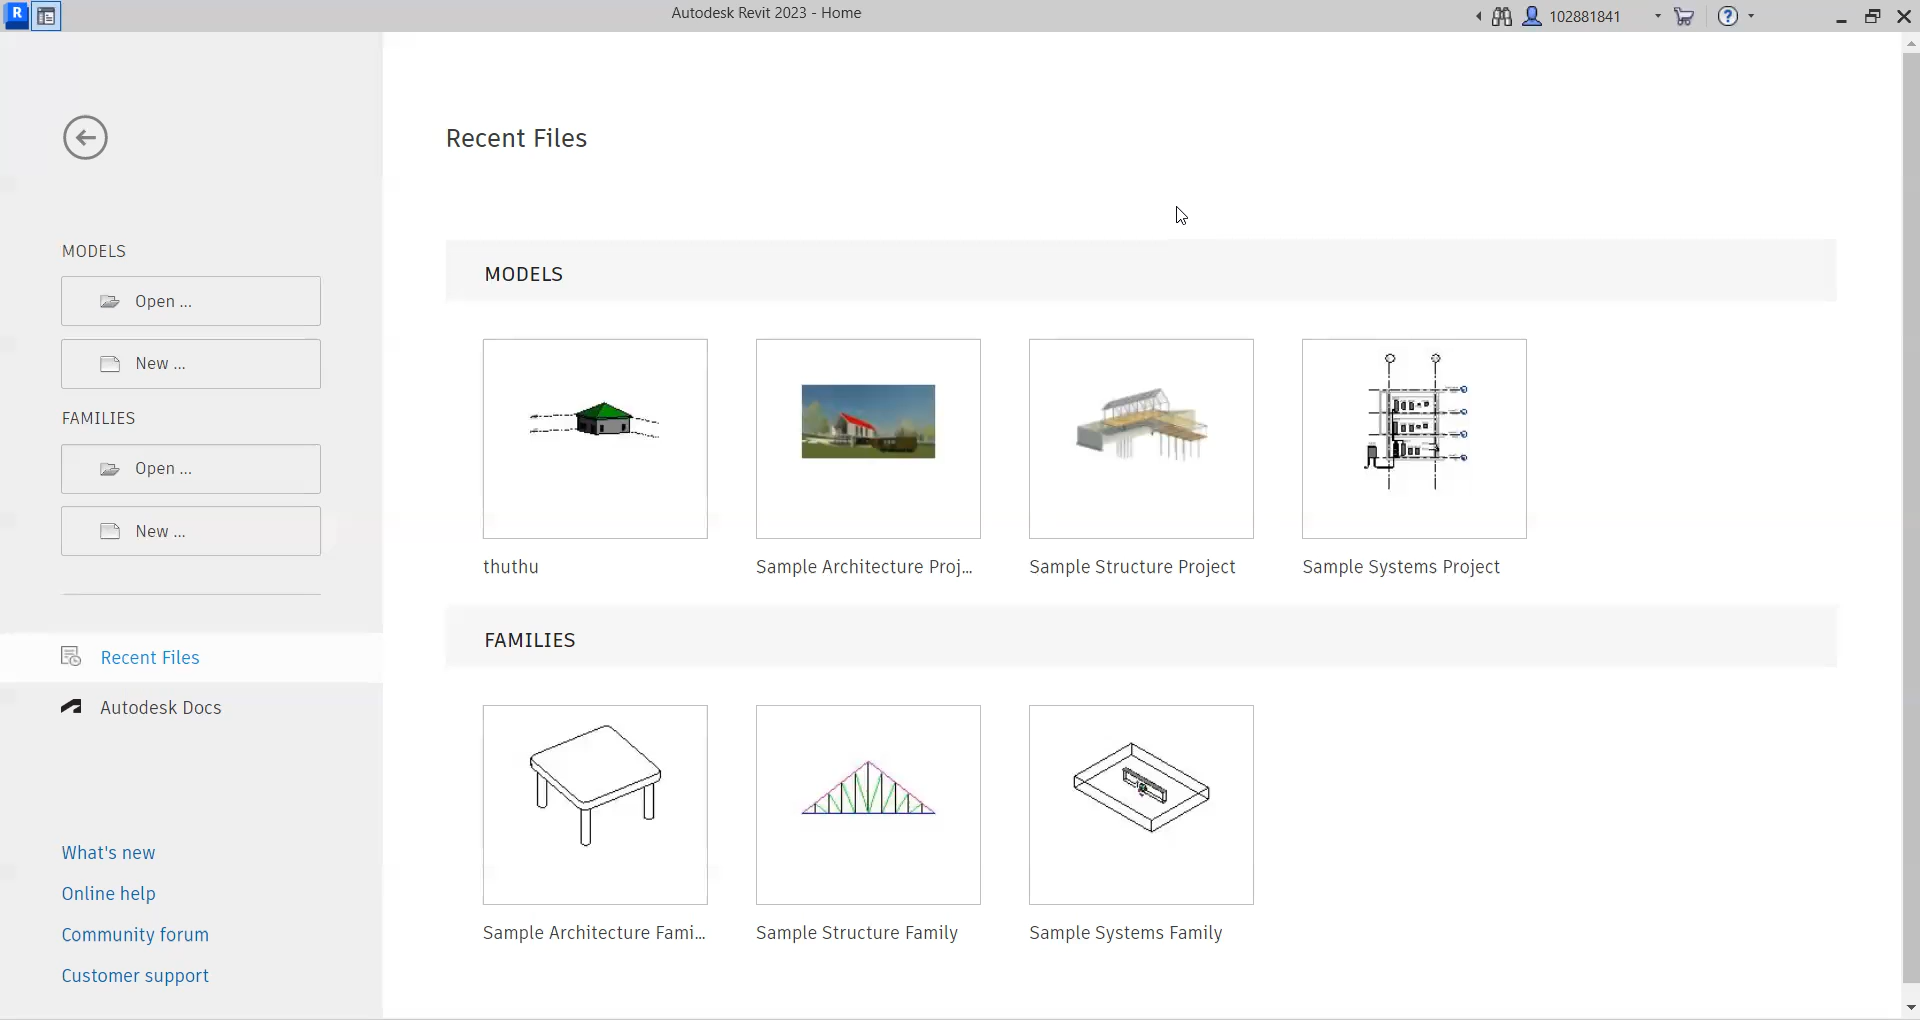 R
Autodesk Revit 2023 - Home
102881841
?
Recent Files
MODELS
Open ...
New ...
FAMILIES
Open ...
New ...
Recent Files
Autodesk Docs
What's new
Online help
Community forum
Customer support
MODELS
thuthu
Sample Architecture Proj...
Sample Structure Project
Sample Systems Project
FAMILIES
Sample Architecture Fami...
Sample Structure Family
Sample Systems Family